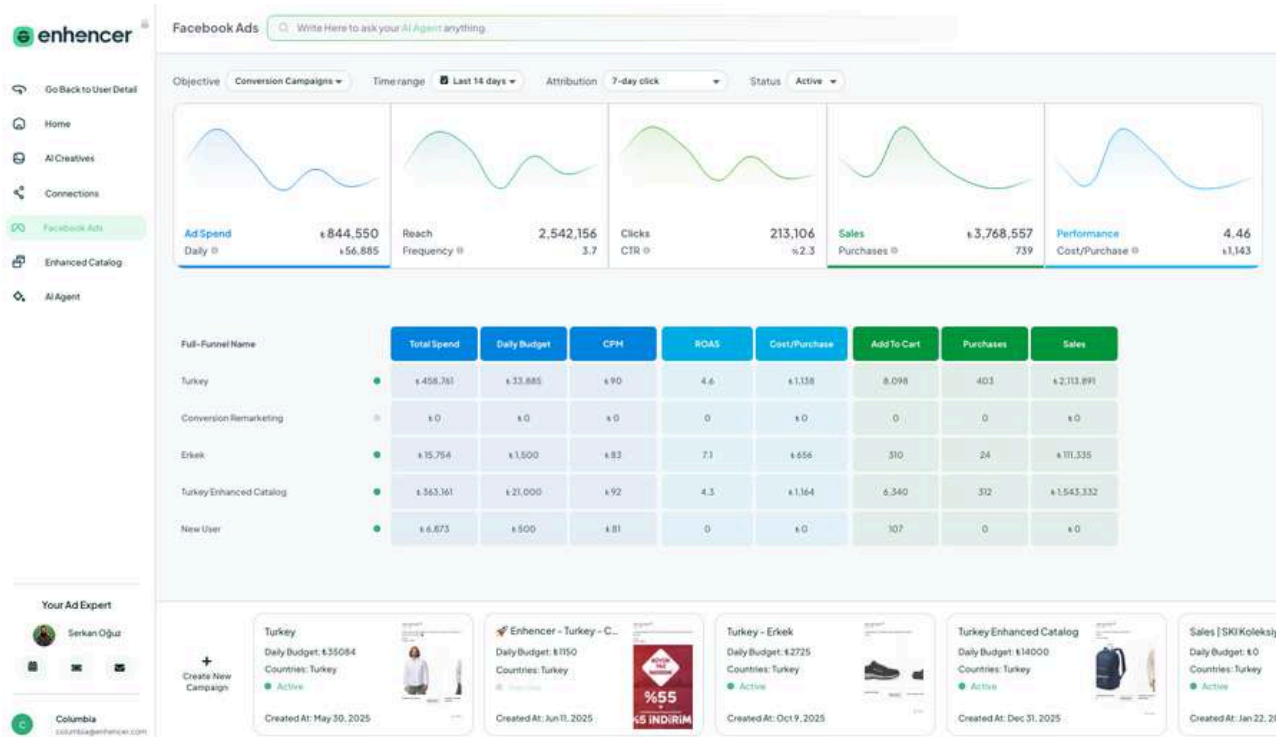 enhencer
Go Back to User Detail
Home
AI Creatives
Connections
Facebook Ads
Enhanced Catalog
AI Agent
Your Ad Expert
Serkan Oğuz
C
Columbia
columbia@enhencer.com
Facebook Ads
Write Here to ask your AI Agent anything
Objective Conversion Campaigns Time range Last 14 days Attribution 7-day click Status Active
Ad Spend ₺844,550
Daily ₺56,885
Reach 2,542,156
Frequency 3.7
Clicks 213,106
CTR %2.3
Sales ₺3,768,557
Purchases 739
Performance 4.46
Cost/Purchase ₺1,143
Full-Funnel Name Total Spend Daily Budget CPM ROAS Cost/Purchase Add To Cart Purchases Sales
Turkey ₺458,761 ₺33,885 ₺90 4.6 ₺1,138 8,098 403 ₺2,113,891
Conversion Remarketing ₺0 ₺0 ₺0 0 ₺0 0 0 ₺0
Erkek ₺15,754 ₺1,500 ₺83 7.1 ₺656 310 24 ₺111,335
Turkey Enhanced Catalog ₺363,161 ₺21,000 ₺92 4.3 ₺1,164 6,340 312 ₺1,543,332
New User ₺6,873 ₺500 ₺81 0 ₺0 107 0 ₺0
+
Create New
Campaign
Turkey
Daily Budget: ₺35084
Countries: Turkey
Active
Created At: May 30, 2025
🚀 Enhencer - Turkey - C...
Daily Budget: ₺1150
Countries: Turkey
Created At: Jun 11, 2025
%55
%5 İNDİRİM
Turkey - Erkek
Daily Budget: ₺2725
Countries: Turkey
Active
Created At: Oct 9, 2025
Turkey Enhanced Catalog
Daily Budget: ₺14000
Countries: Turkey
Active
Created At: Dec 31, 2025
Sales | SKI Koleksiy
Daily Budget: ₺0
Countries: Turkey
Active
Created At: Jan 22, 20